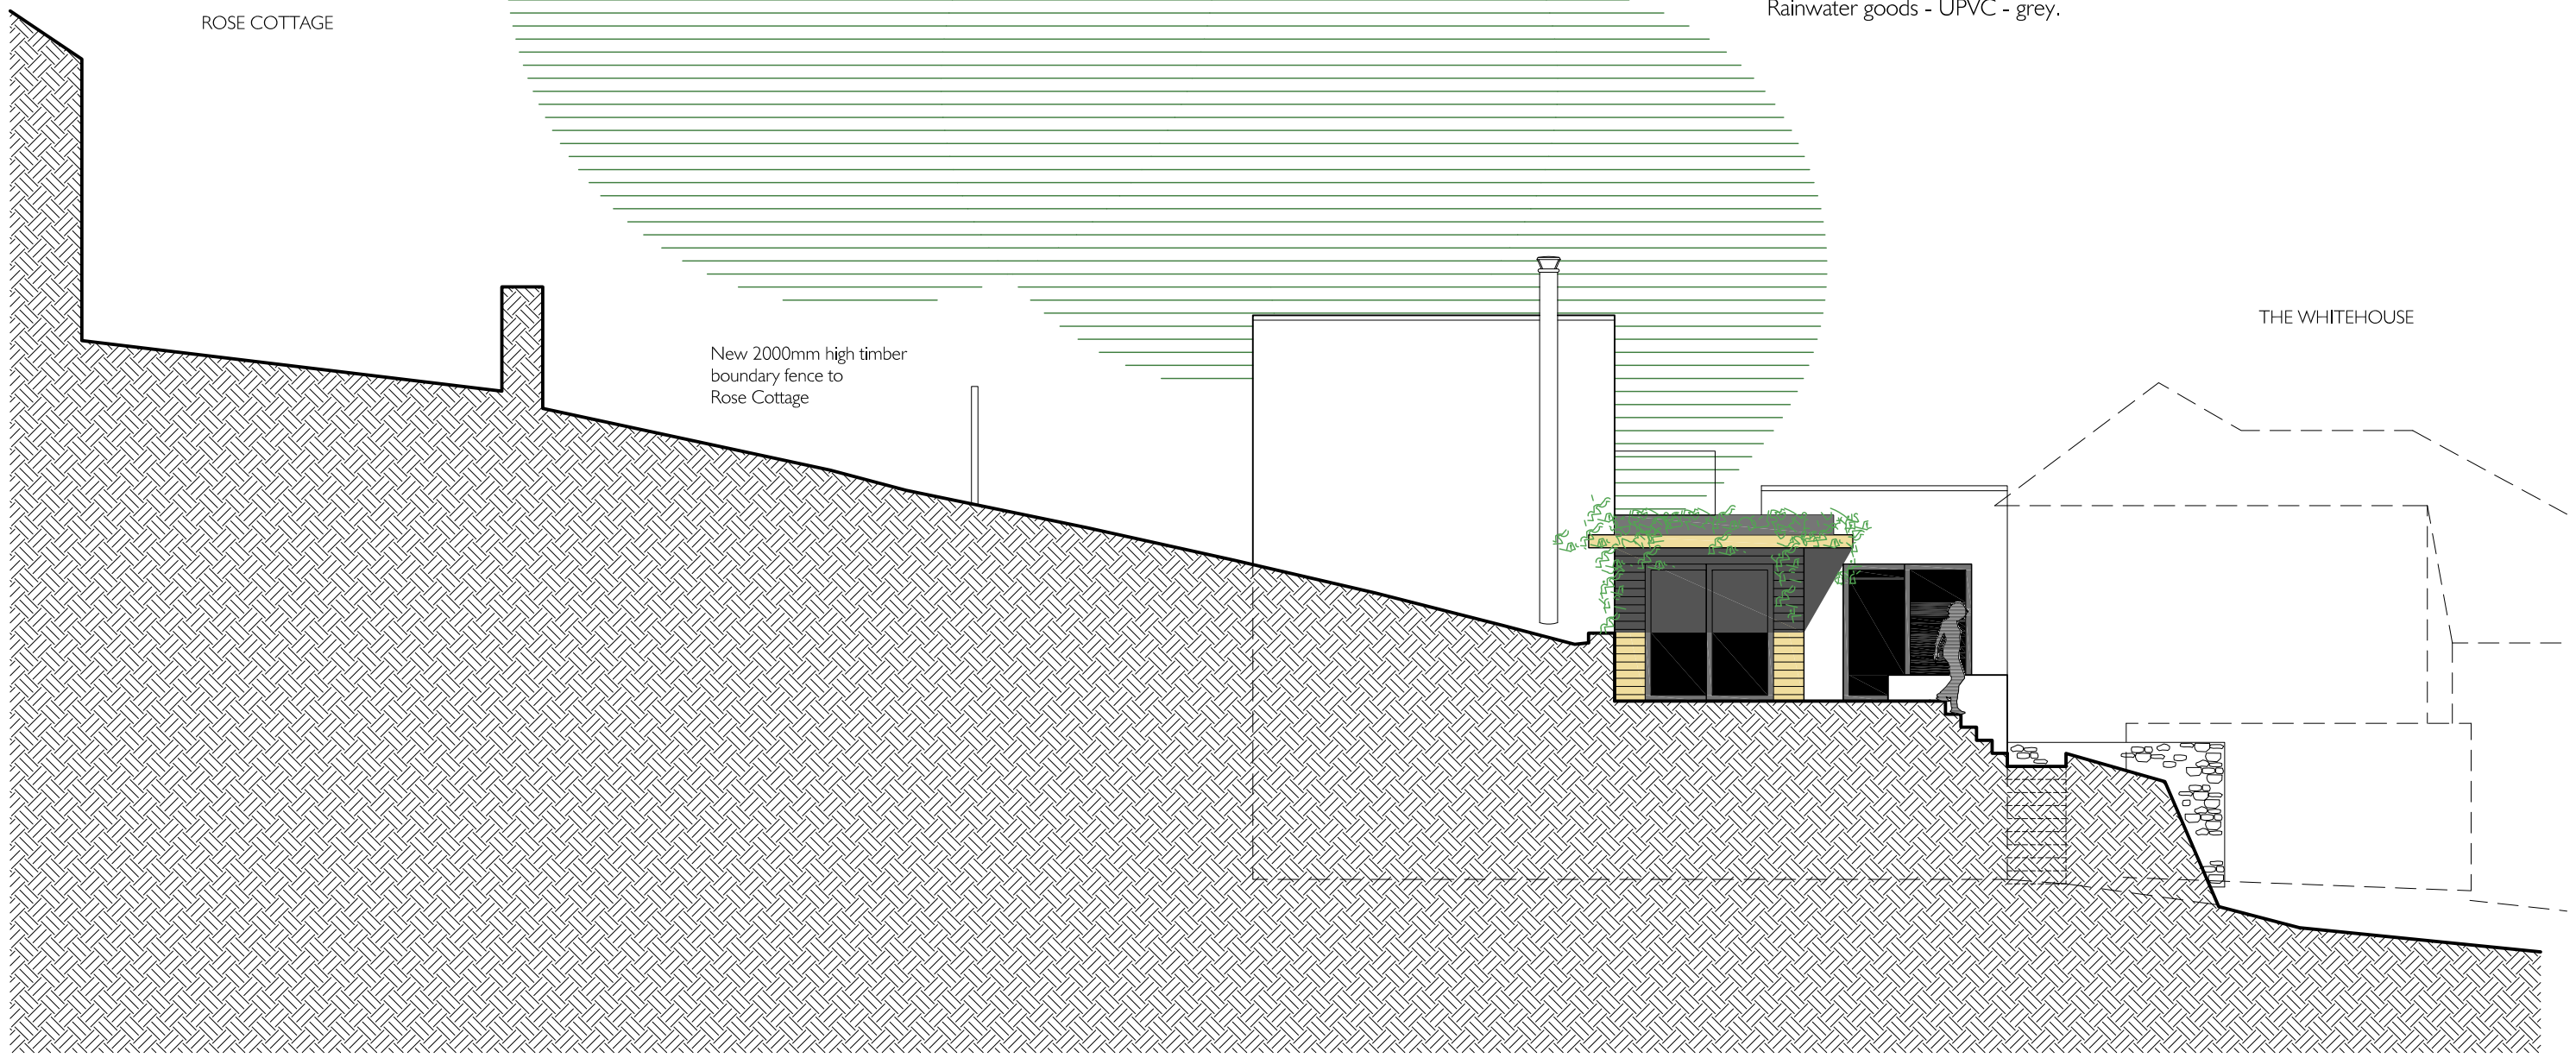 ROSE COTTAGE
Rainwater goods - UPVC - grey.
THE WHITEHOUSE
New 2000mm high timber
boundary fence to
Rose Cottage